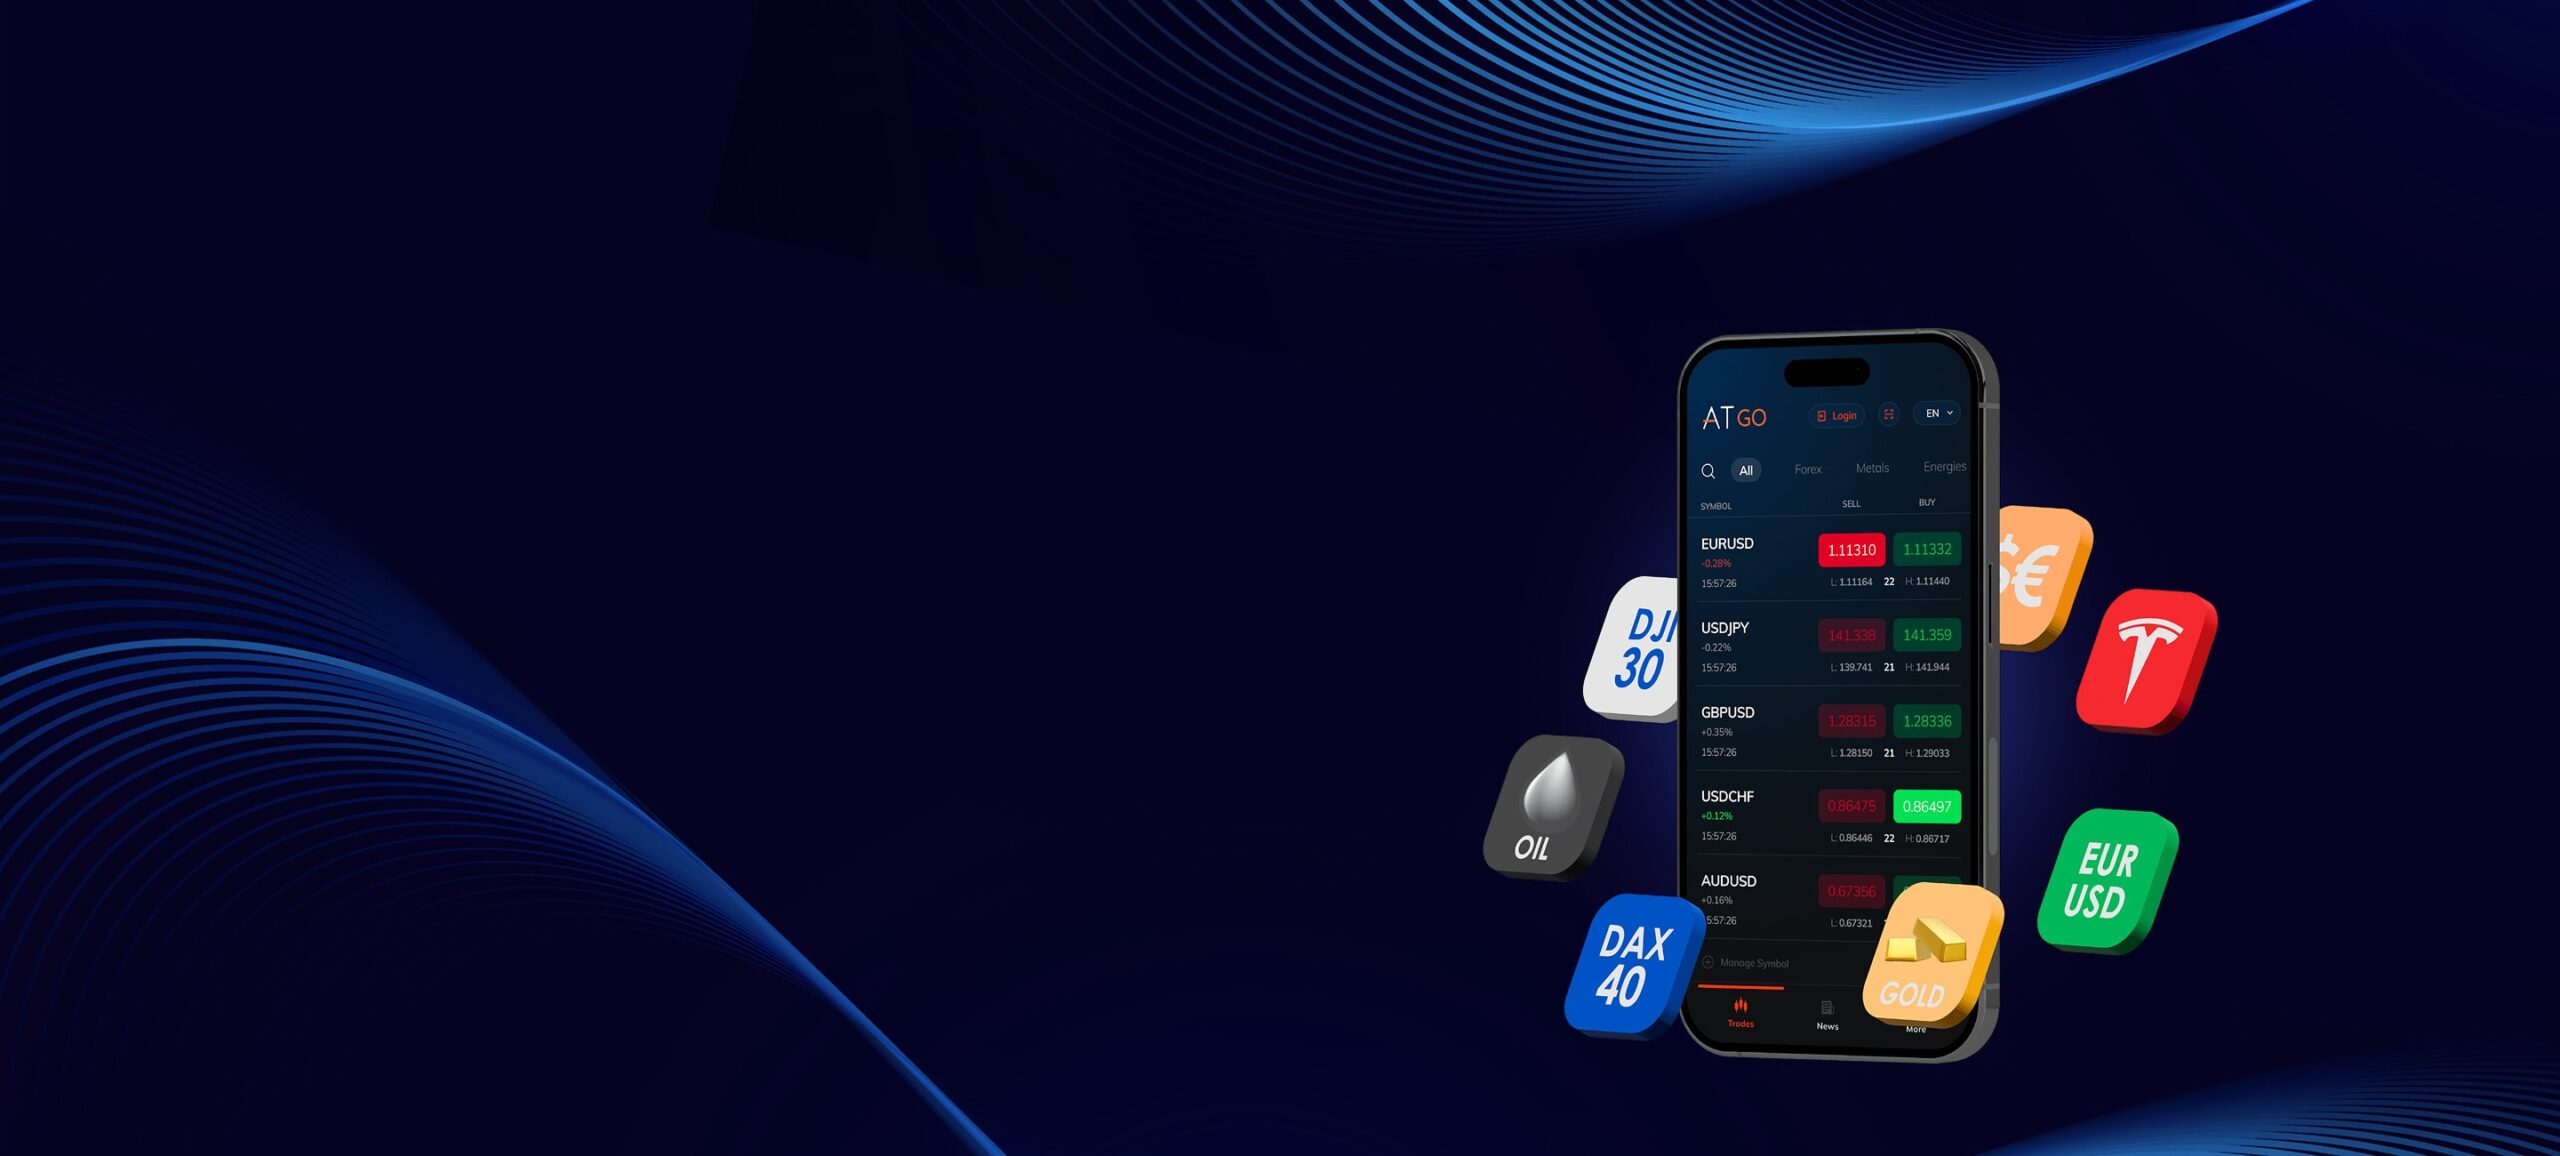 AT GO Login EN
All Forex Metals Energies
SYMBOL SELL BUY
EURUSD 1.11310 1.11332
-0.28%
15:57:26 L: 1.11164 22 H: 1.11440
USDJPY 141.338 141.359
-0.22%
15:57:26 L: 139.741 21 H: 141.944
GBPUSD 1.28315 1.28336
+0.35%
15:57:26 L: 1.28150 21 H: 1.29033
USDCHF 0.86475 0.86497
+0.12%
15:57:26 L: 0.86446 22 H: 0.86717
AUDUSD 0.67356
+0.16%
5:57:26 L: 0.67321
Manage Symbol
Trades News More
DJI
30
OIL
DAX
40
$€
EUR
USD
GOLD